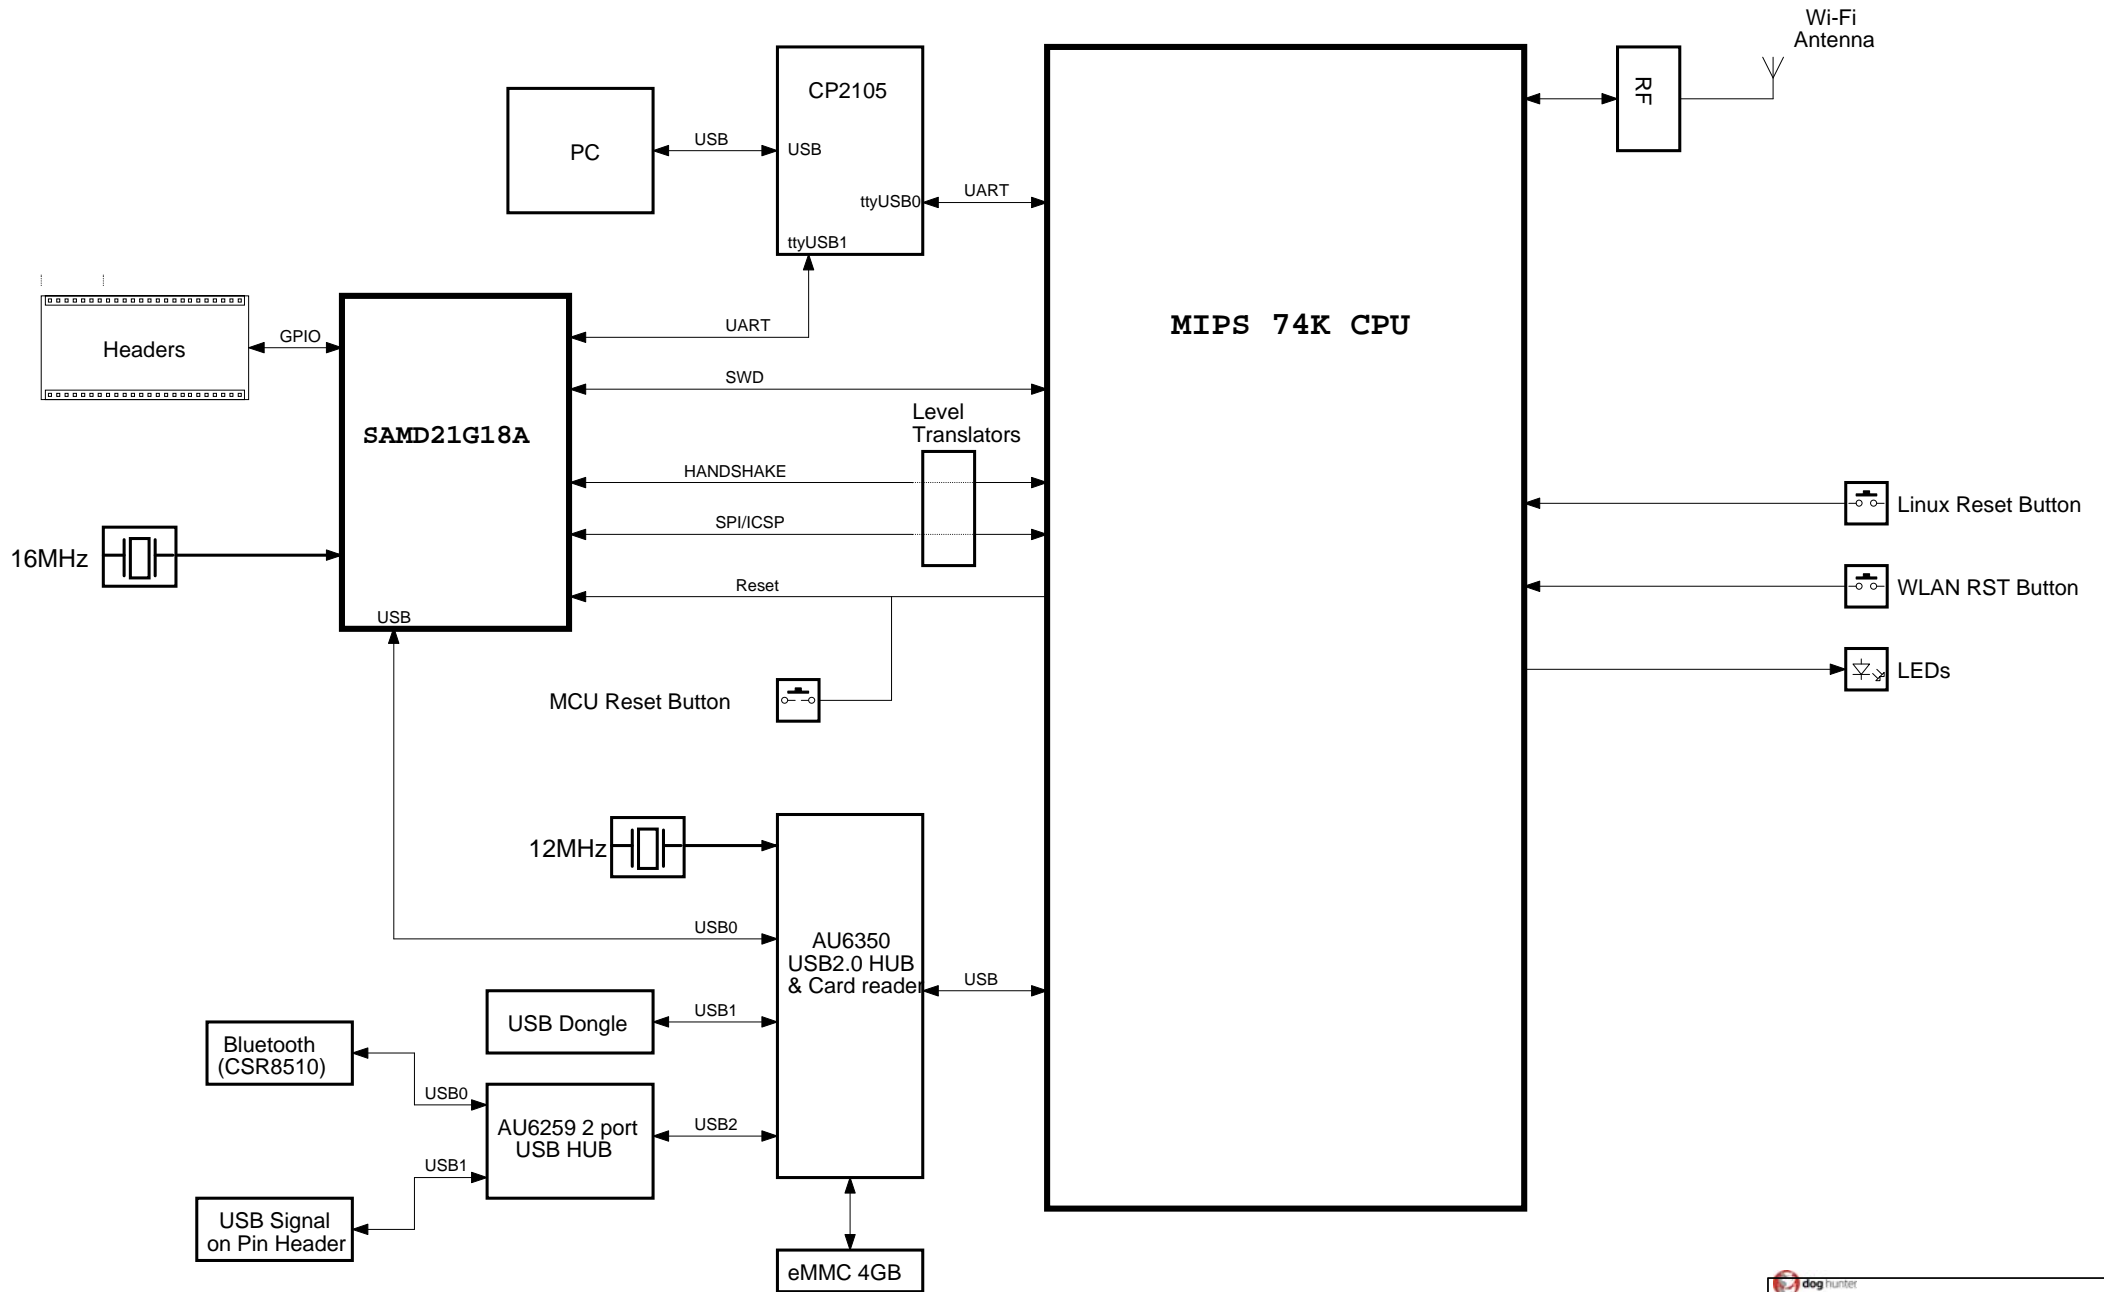 Wi-Fi
Antenna
CP2105
RF
PC
USB
USB
ttyUSB0
UART
ttyUSB1
UART
GPIO
Headers
MIPS 74K CPU
SWD
Level
Translators
SAMD21G18A
HANDSHAKE
Linux Reset Button
SPI/ICSP
16MHz
Reset
WLAN RST Button
USB
LEDs
MCU Reset Button
12MHz
USB0
AU6350
USB2.0 HUB
& Card reader
USB
USB1
USB Dongle
Bluetooth
(CSR8510)
USB0
AU6259 2 port
USB HUB
USB2
USB1
USB Signal
on Pin Header
eMMC 4GB
dog hunter